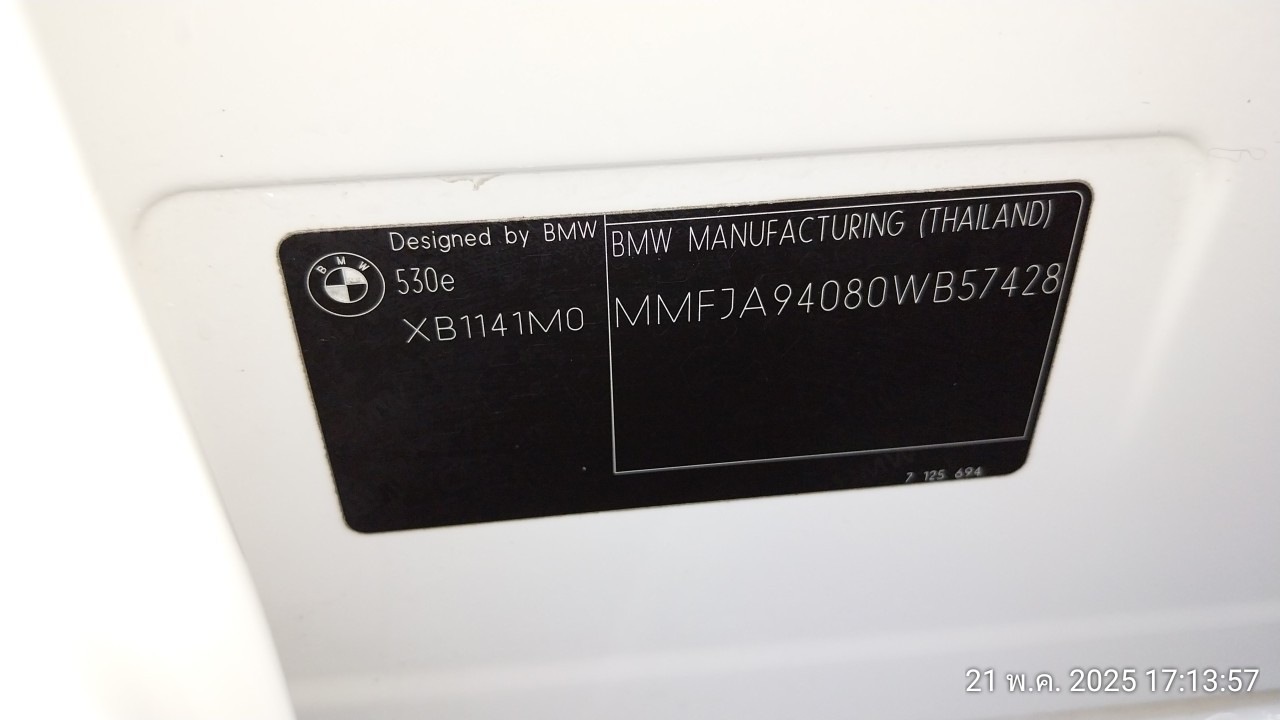 Designed by BMW
BMW
530e
XB1141M0
BMW MANUFACTURING (THAILAND)
MMFJA94080WB57428
7 125 694
21 พ.ค. 2025 17:13:57